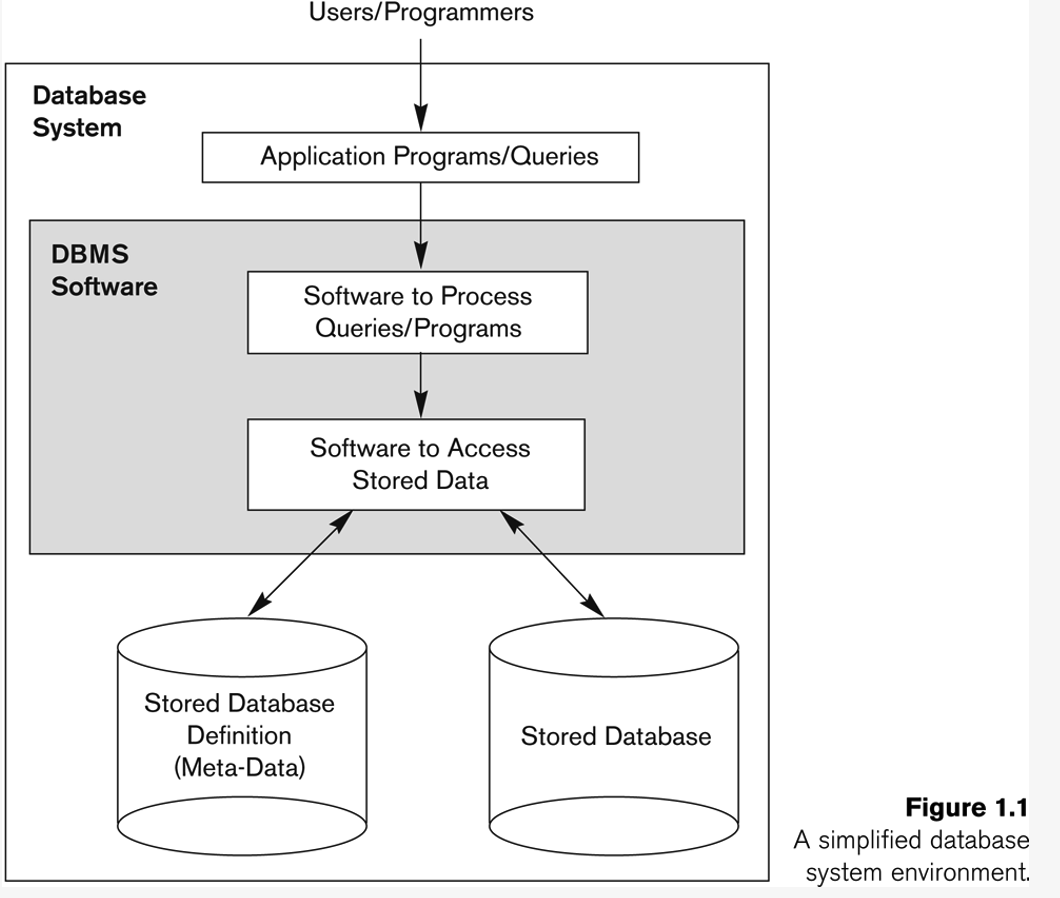 Users/Programmers
Database
System
Application Programs/Queries
DBMS
Software
Software to Process
Queries/Programs
Software to Access
Stored Data
Stored Database
Definition
(Meta-Data)
Stored Database
Figure 1.1
A simplified database
system environment.